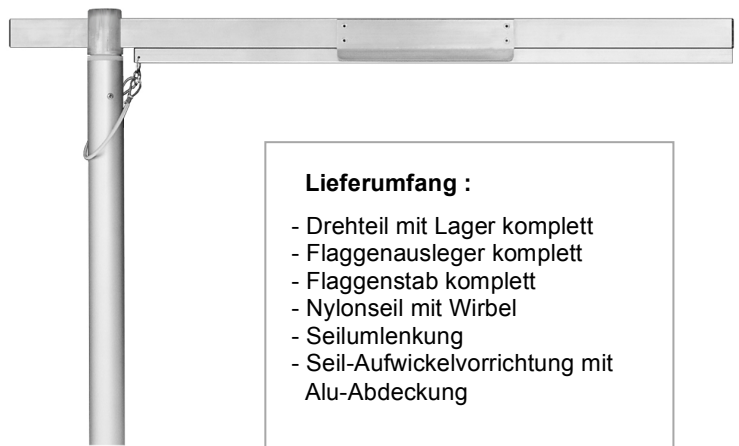 Lieferumfang :
- Drehteil mit Lager komplett
- Flaggenausleger komplett
- Flaggenstab komplett
- Nylonseil mit Wirbel
- Seilumlenkung
- Seil-Aufwickelvorrichtung mit
Alu-Abdeckung